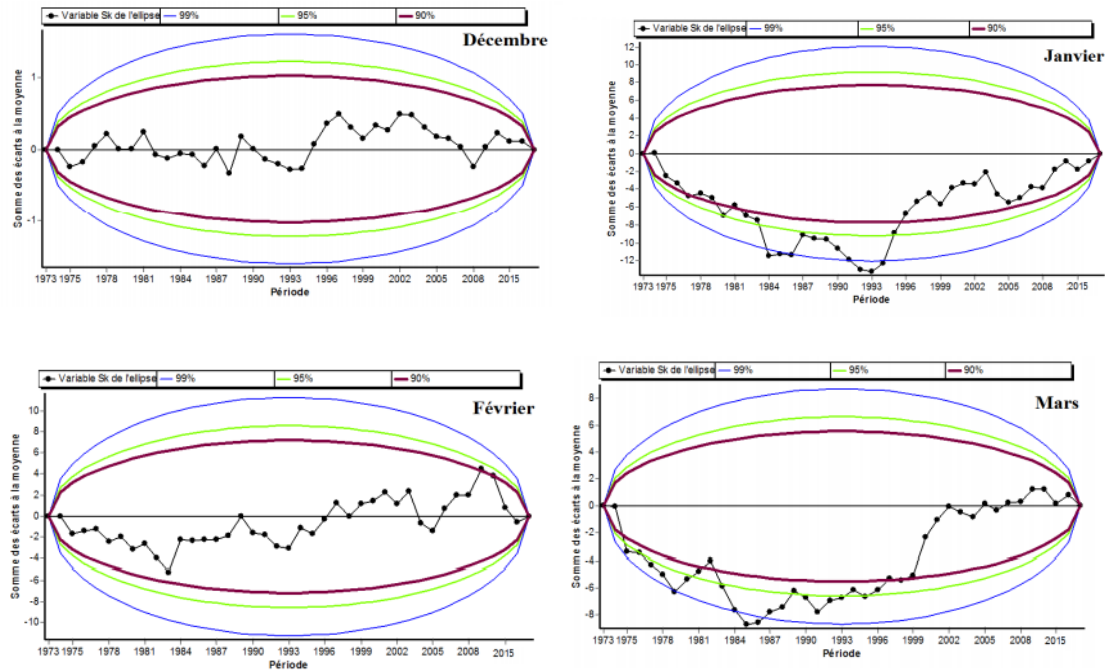 Variable Sk de l'ellipse 99% 95% 90%
Décembre
Somme des écarts à la moyenne
1
0
-1
1973 1975 1978 1981 1984 1987 1990 1993 1996 1999 2002 2005 2008 2015
Période
Variable Sk de l'ellipse 99% 95% 90%
Janvier
Somme des écarts à la moyenne
12
10
8
6
4
2
0
-2
-4
-6
-8
-10
-12
1973 1975 1978 1981 1984 1987 1990 1993 1996 1999 2002 2005 2008 2015
Période
Variable Sk de l'ellipse 99% 95% 90%
Février
Somme des écarts à la moyenne
10
8
6
4
2
0
-2
-4
-6
-8
-10
1973 1975 1978 1981 1984 1987 1990 1993 1996 1999 2002 2005 2008 2015
Période
Variable Sk de l'ellipse 99% 95% 90%
Mars
Somme des écarts à la moyenne
8
6
4
2
0
-2
-4
-6
-8
1973 1975 1978 1981 1984 1987 1990 1993 1996 1999 2002 2005 2008 2015
Période